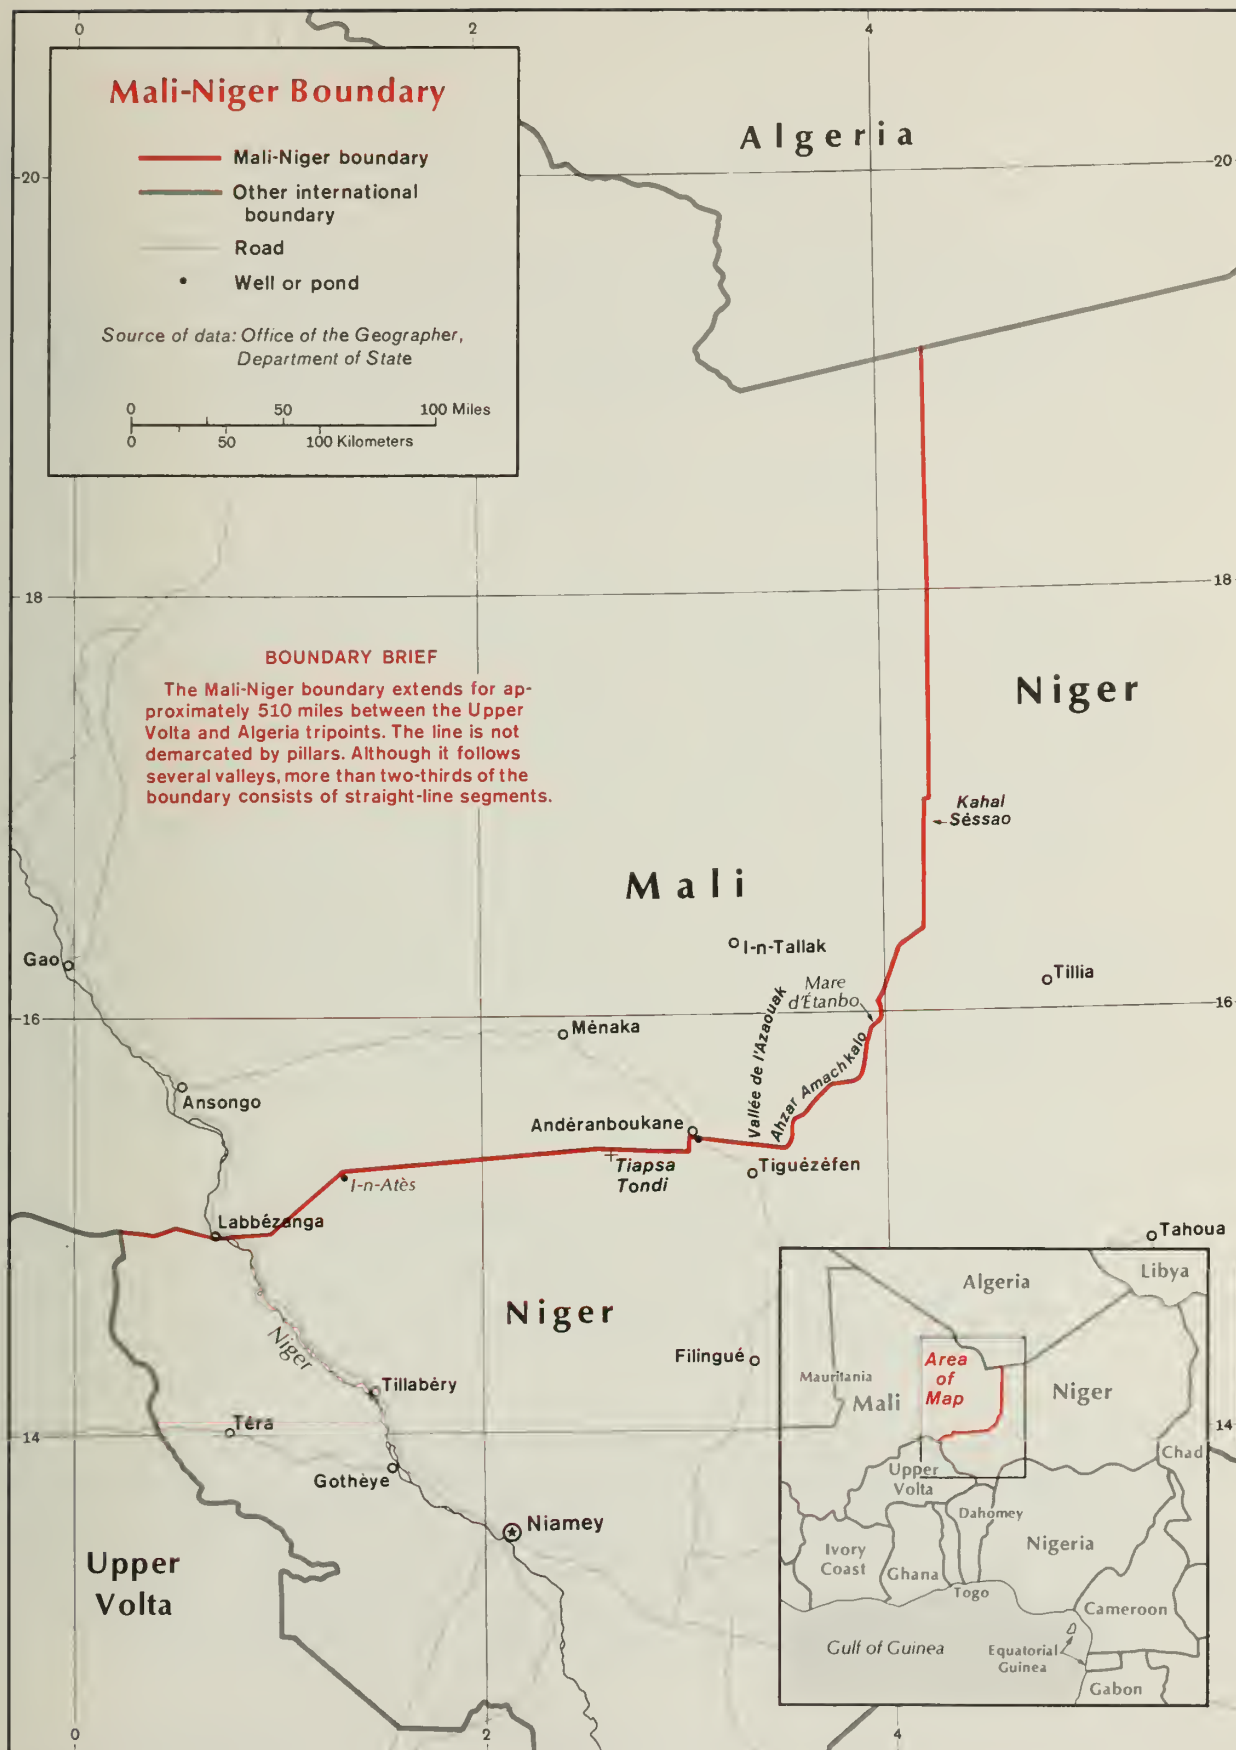 0
2
4
Mali-Niger Boundary
Mali-Niger boundary
Other international
boundary
Road
Well or pond
Source of data: Office of the Geographer,
Department of State
0 50 100 Miles
0 50 100 Kilometers
Algeria
20
20
18
18
BOUNDARY BRIEF
The Mali-Niger boundary extends for ap-
proximately 510 miles between the Upper
Volta and Algeria tripoints. The line is not
demarcated by pillars. Although it follows
several valleys, more than two-thirds of the
boundary consists of straight-line segments.
Niger
Kahal
Séssao
Mali
I-n-Tallak
Gao
Tillia
Mare
d'Étanbo
16
16
Ménaka
Vallée de l'Azaouak
Ahzar Amachkalo
Ansongo
Andéranboukane
Tiguézéfen
Tiapsa
Tondi
I-n-Atès
Labbézanga
Tahoua
Niger
Niger
Filingué
Tillabéry
Téra
14
14
Gothèye
Niamey
Upper
Volta
Algeria
Libya
Mauritania
Mali
Area
of
Map
Niger
Chad
Upper
Volta
Dahomey
Nigeria
Ivory
Coast
Ghana
Togo
Cameroon
Gulf of Guinea
Equatorial
Guinea
Gabon
0
2
4